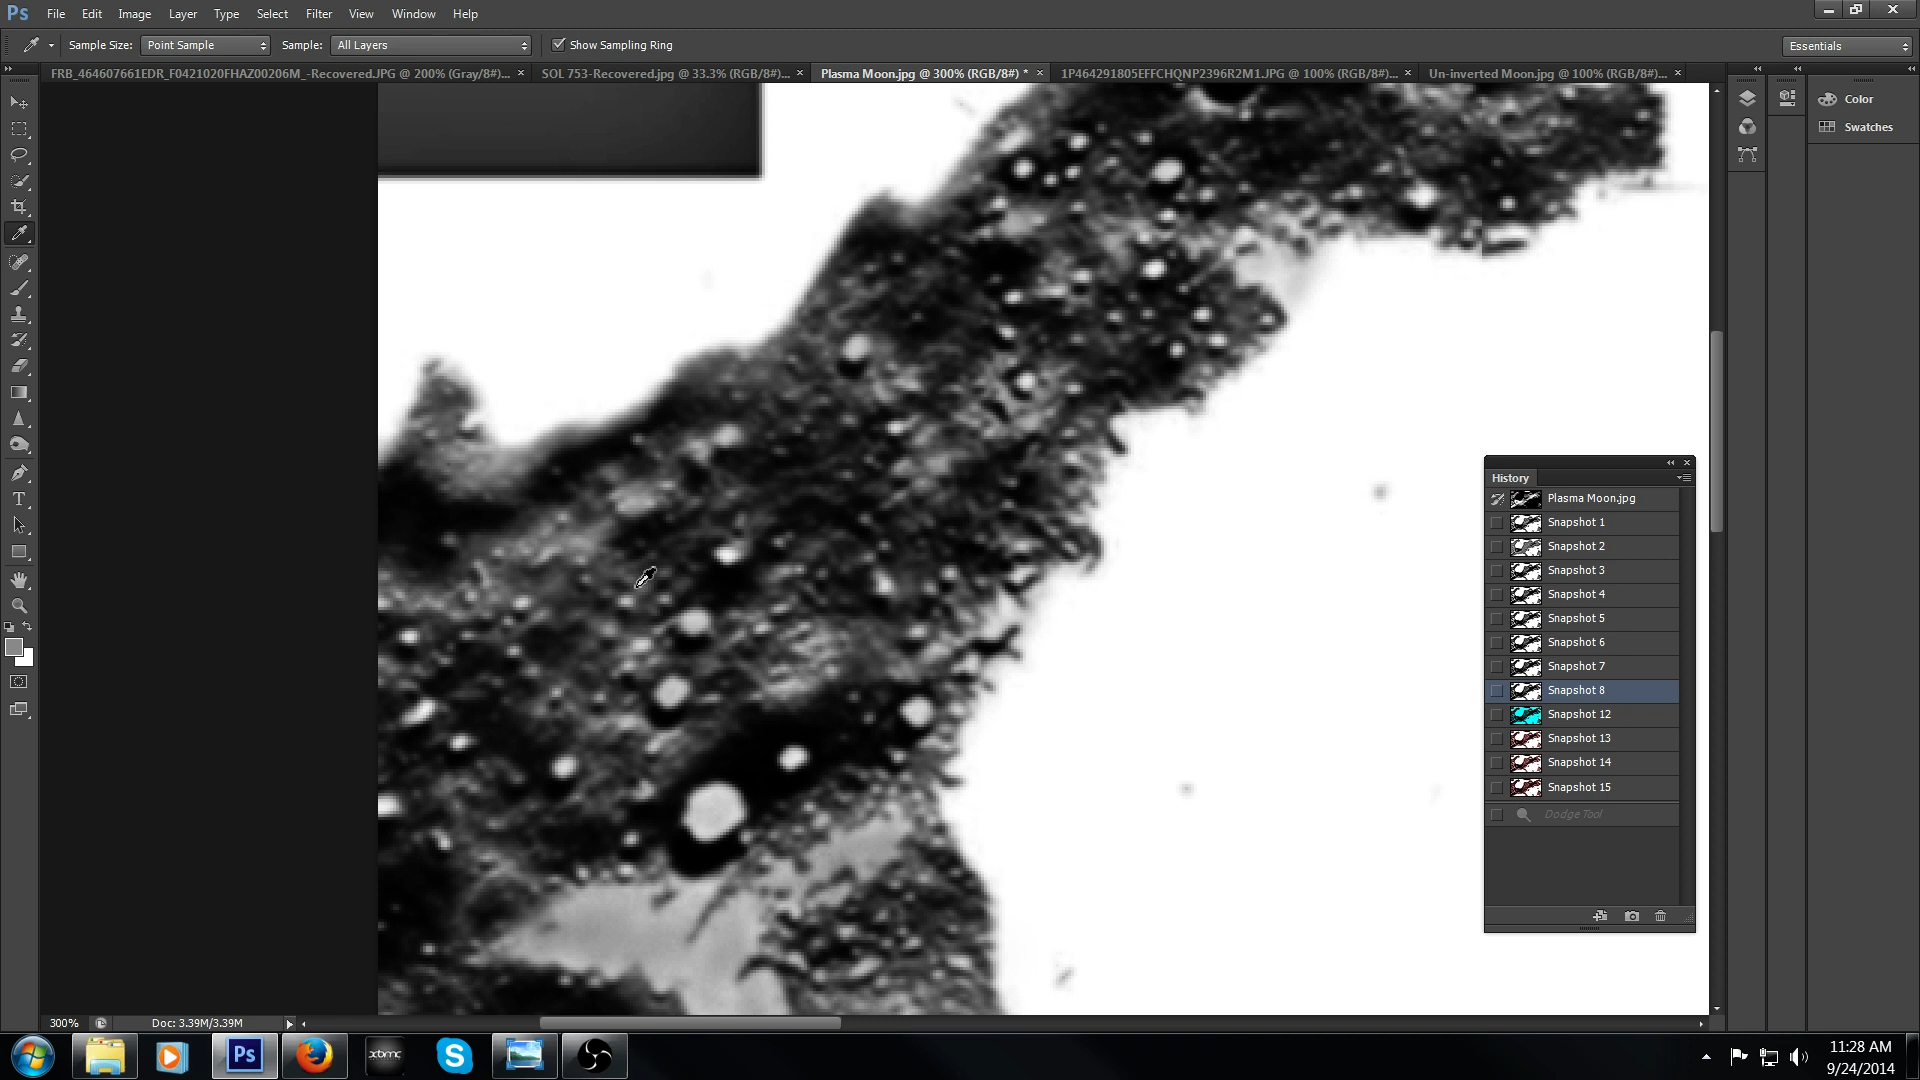 Ps File Edit Image Layer Type Select Filter View Window Help
Sample Size: Point Sample Sample: All Layers Show Sampling Ring Essentials
FRB_464607661EDR_F0421020FHAZ00206M_-Recovered.JPG @ 200% (Gray/8#)... × SOL 753-Recovered.jpg @ 33.3% (RGB/8#)... × Plasma Moon.jpg @ 300% (RGB/8#) * × 1P464291805EFFCHQNP2396R2M1.JPG @ 100% (RGB/8#)... × Un-inverted Moon.jpg @ 100% (RGB/8#)... ×
Color
Swatches
History
Plasma Moon.jpg
Snapshot 1
Snapshot 2
Snapshot 3
Snapshot 4
Snapshot 5
Snapshot 6
Snapshot 7
Snapshot 8
Snapshot 12
Snapshot 13
Snapshot 14
Snapshot 15
Dodge Tool
T
300% Doc: 3.39M/3.39M
Ps xbmc S
11:28 AM
9/24/2014